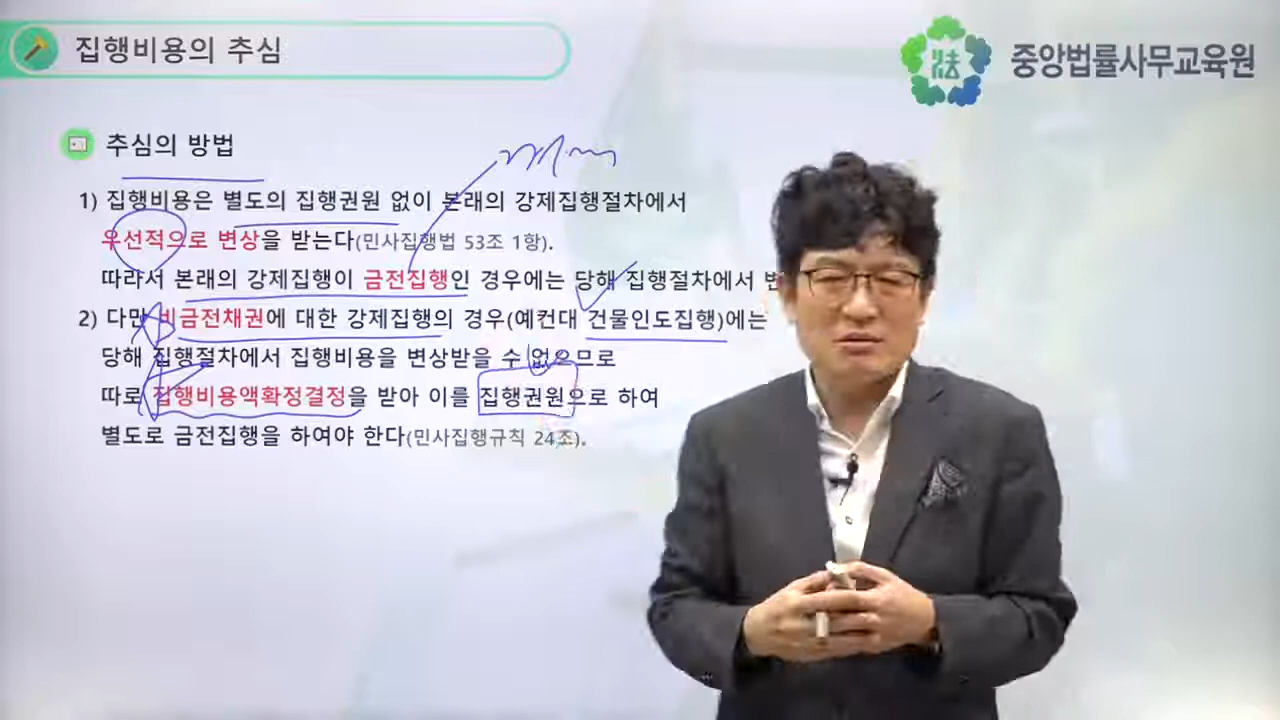 집행비용의 추심
法
중앙법률사무교육원
추심의 방법
1) 집행비용은 별도의 집행권원 없이 본래의 강제집행절차에서
우선적으로 변상을 받는다(민사집행법 53조 1항).
따라서 본래의 강제집행이 금전집행인 경우에는 당해 집행절차에서
2) 다만 비금전채권에 대한 강제집행의 경우(예컨대 건물인도집행)에는
당해 집행절차에서 집행비용을 변상받을 수 없으므로
따로 집행비용액확정결정을 받아 이를 집행권원으로 하여
별도로 금전집행을 하여야 한다(민사집행규칙 24조).